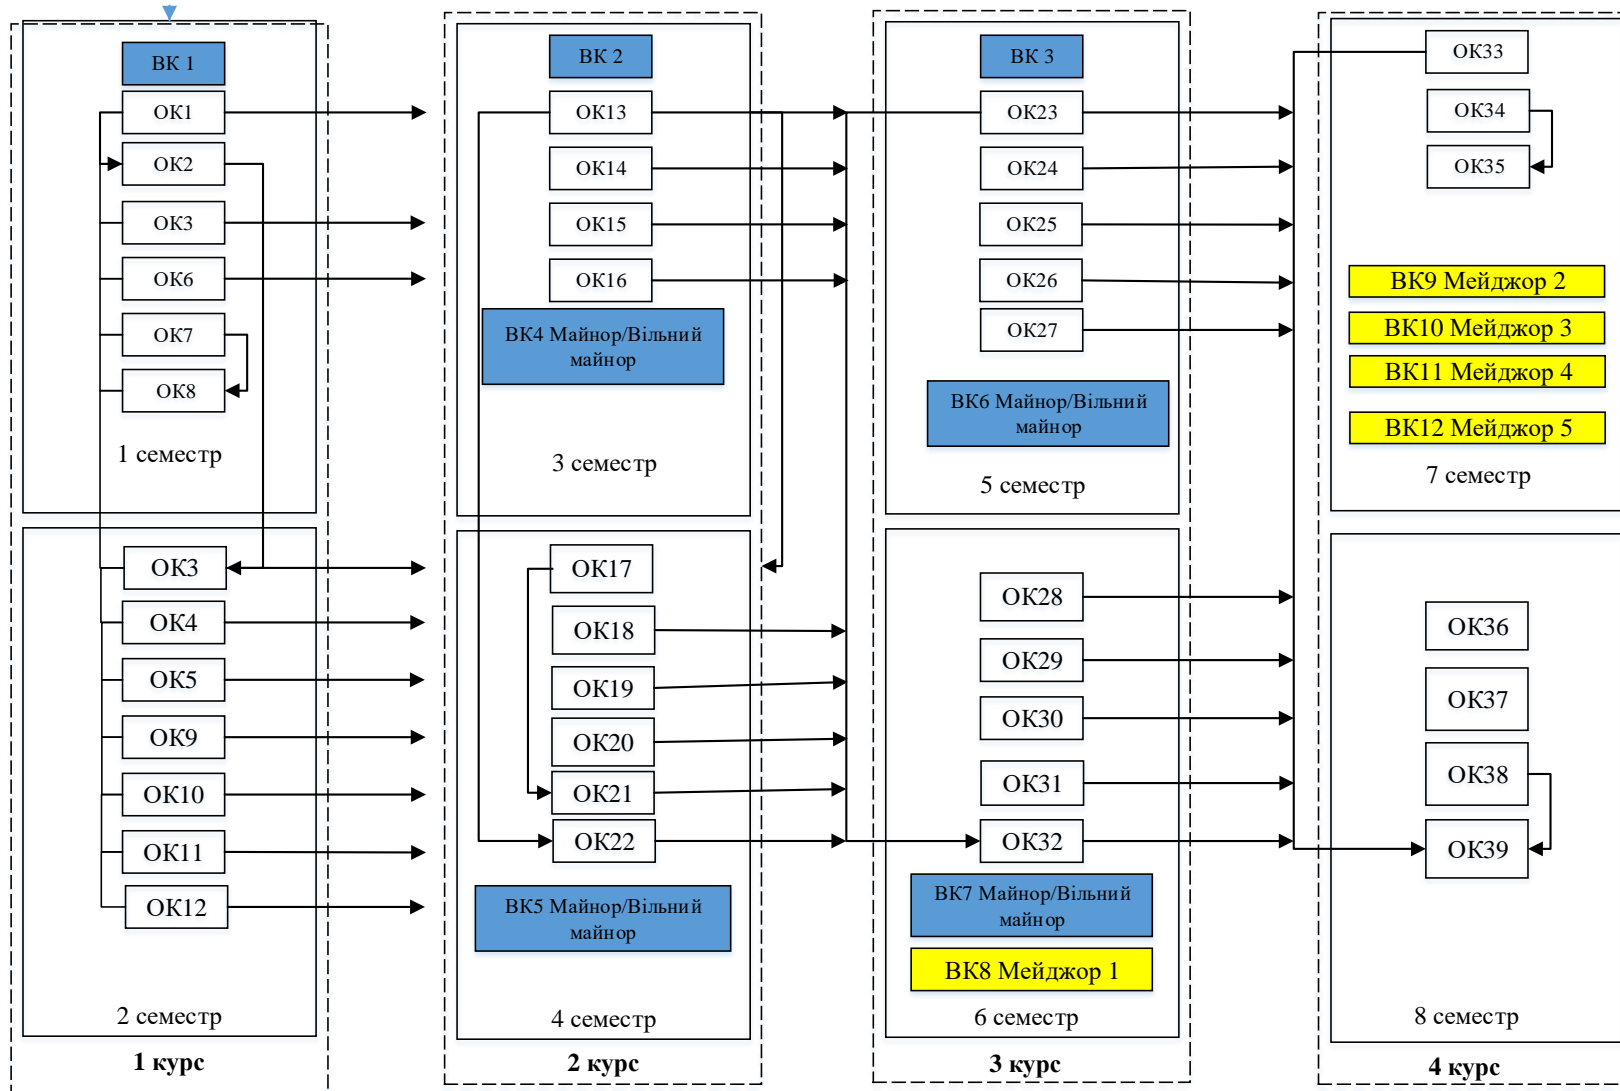 ВК 1
ОК1
ОК2
ОК3
ОК6
ОК7
ОК8
1 семестр
ОК3
ОК4
ОК5
ОК9
ОК10
ОК11
ОК12
2 семестр
1 курс
ВК 2
ОК13
ОК14
ОК15
ОК16
ВК4 Майнор/Вільний
майнор
3 семестр
ОК17
ОК18
ОК19
ОК20
ОК21
ОК22
ВК5 Майнор/Вільний
майнор
4 семестр
2 курс
ВК 3
ОК23
ОК24
ОК25
ОК26
ОК27
ВК6 Майнор/Вільний
майнор
5 семестр
ОК28
ОК29
ОК30
ОК31
ОК32
ВК7 Майнор/Вільний
майнор
ВК8 Мейджор 1
6 семестр
3 курс
ОК33
ОК34
ОК35
ВК9 Мейджор 2
ВК10 Мейджор 3
ВК11 Мейджор 4
ВК12 Мейджор 5
7 семестр
ОК36
ОК37
ОК38
ОК39
8 семестр
4 курс